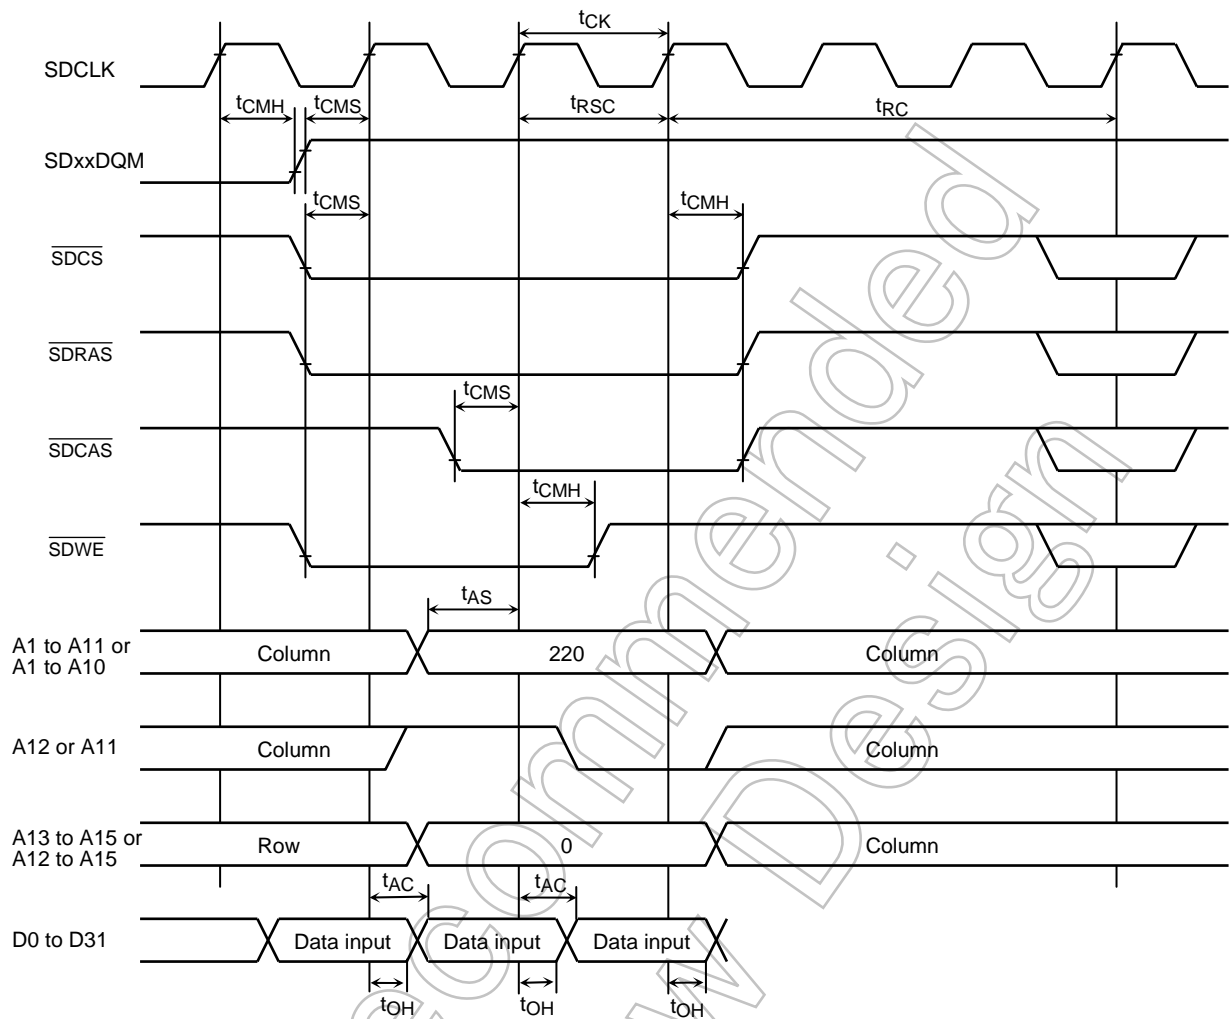 tCK
SDCLK
tCMH tCMS tRSC tRC
SDxxDQM
tCMS tCMH
SDCS
SDRAS
tCMS
SDCAS
tCMH
SDWE
tAS
A1 to A11 or
A1 to A10
Column 220 Column
A12 or A11 Column Column
A13 to A15 or
A12 to A15
Row 0 Column
tAC tAC
D0 to D31 Data input Data input Data input
tOH tOH tOH
ecommended
w Design